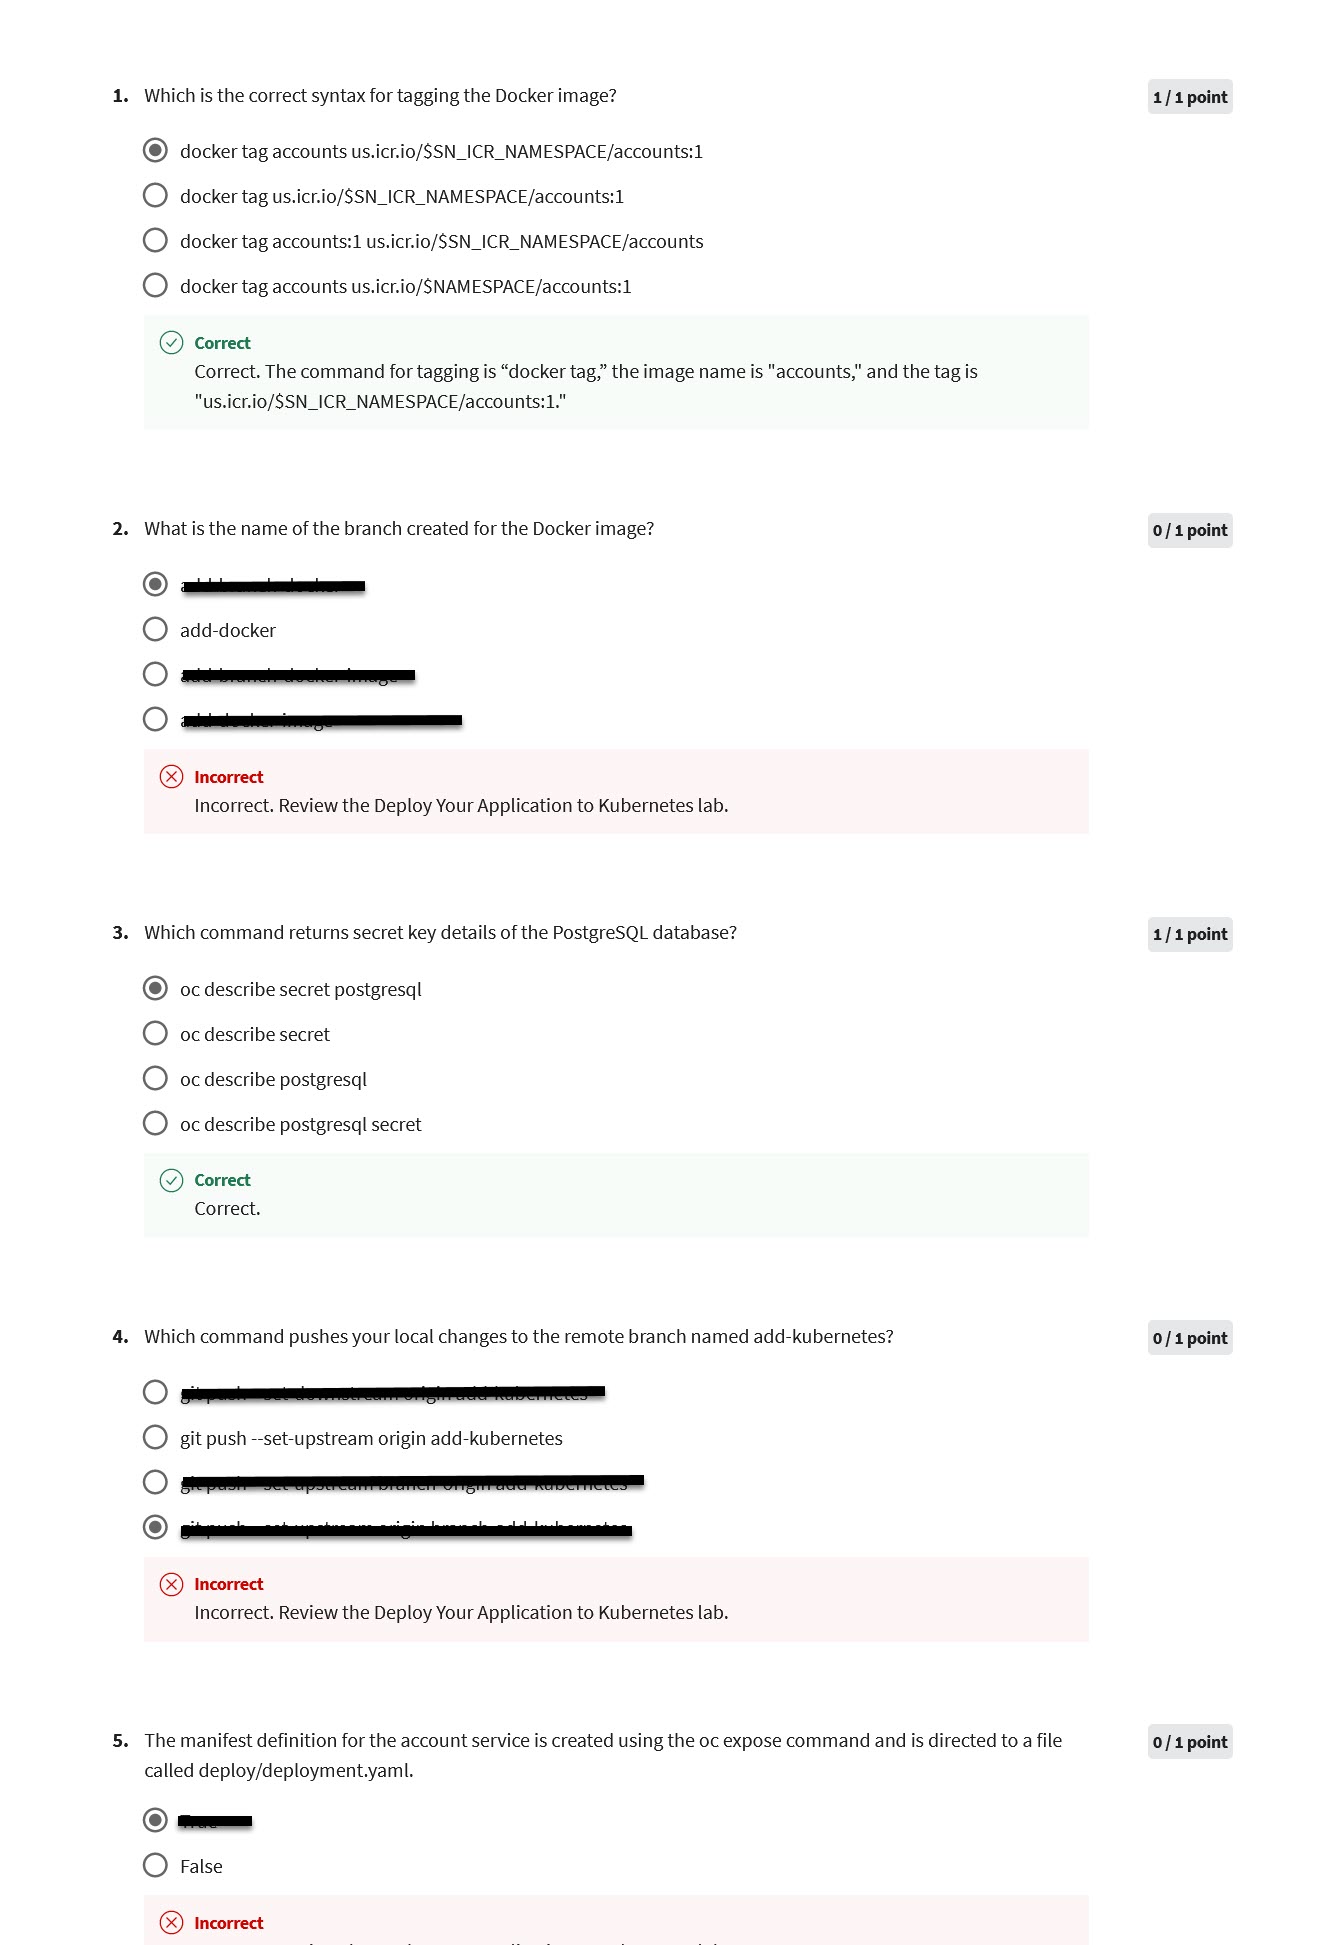 1. Which is the correct syntax for tagging the Docker image?
1 / 1 point
docker tag accounts us.icr.io/$SN_ICR_NAMESPACE/accounts:1
docker tag us.icr.io/$SN_ICR_NAMESPACE/accounts:1
docker tag accounts:1 us.icr.io/$SN_ICR_NAMESPACE/accounts
docker tag accounts us.icr.io/$NAMESPACE/accounts:1
Correct
Correct. The command for tagging is “docker tag,” the image name is "accounts," and the tag is
"us.icr.io/$SN_ICR_NAMESPACE/accounts:1."
2. What is the name of the branch created for the Docker image?
0 / 1 point
add-docker
Incorrect
Incorrect. Review the Deploy Your Application to Kubernetes lab.
3. Which command returns secret key details of the PostgreSQL database?
1 / 1 point
oc describe secret postgresql
oc describe secret
oc describe postgresql
oc describe postgresql secret
Correct
Correct.
4. Which command pushes your local changes to the remote branch named add-kubernetes?
0 / 1 point
git push --set-upstream origin add-kubernetes
Incorrect
Incorrect. Review the Deploy Your Application to Kubernetes lab.
5. The manifest definition for the account service is created using the oc expose command and is directed to a file
called deploy/deployment.yaml.
0 / 1 point
False
Incorrect